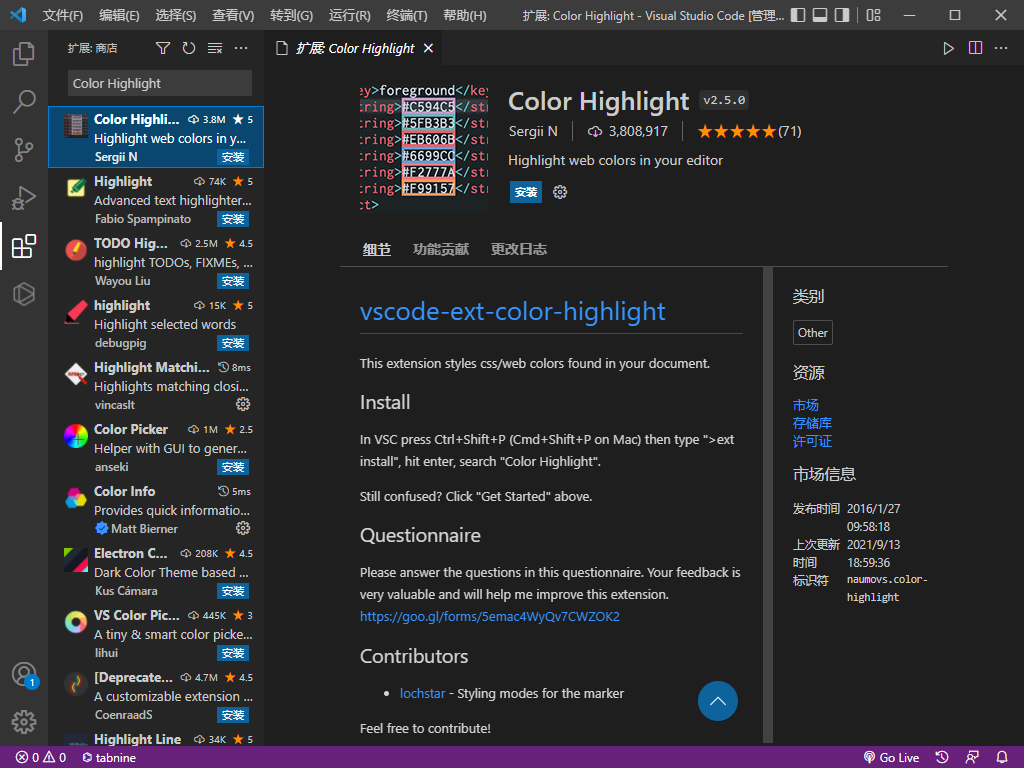 文件(F) 编辑(E) 选择(S) 查看(V) 转到(G) 运行(R) 终端(T) 帮助(H) 扩展: Color Highlight - Visual Studio Code [管理...
扩展: 商店
Color Highlight
Color Highli... 3.8M ★ 5
Highlight web colors in y...
Sergii N 安装
Highlight 74K ★ 5
Advanced text highlighter...
Fabio Spampinato 安装
TODO Hig... 2.5M ★ 4.5
highlight TODOs, FIXMEs, ...
Wayou Liu 安装
highlight 15K ★ 5
Highlight selected words
debugpig 安装
Highlight Matchi... 8ms
Highlights matching closi...
vincaslt
Color Picker 1M ★ 2.5
Helper with GUI to gener...
anseki 安装
Color Info 5ms
Provides quick informatio...
Matt Bierner
Electron C... 208K ★ 4.5
Dark Color Theme based ...
Kus Cámara 安装
VS Color Pic... 445K ★ 3
A tiny & smart color picke...
lihui 安装
[Deprecate... 4.7M ★ 4.5
A customizable extension ...
CoenraadS 安装
Highlight Line 34K ★ 5
1
扩展: Color Highlight
ey>foreground</key
tring>#C594C5</str
tring>#5FB3B3</str
tring>#EB606B</str
tring>#6699CC</str
tring>#F2777A</str
tring>#F99157</str
ct>
Color Highlight v2.5.0
Sergii N 3,808,917 ★★★★★(71)
Highlight web colors in your editor
安装
细节 功能贡献 更改日志
vscode-ext-color-highlight
This extension styles css/web colors found in your document.
Install
In VSC press Ctrl+Shift+P (Cmd+Shift+P on Mac) then type ">ext
install", hit enter, search "Color Highlight".
Still confused? Click "Get Started" above.
Questionnaire
Please answer the questions in this questionnaire. Your feedback is
very valuable and will help me improve this extension.
https://goo.gl/forms/5emac4WyQv7CWZOK2
Contributors
• lochstar - Styling modes for the marker
Feel free to contribute!
类别
Other
资源
市场
存储库
许可证
市场信息
发布时间 2016/1/27
09:58:18
上次更新 2021/9/13
时间 18:59:36
标识符 naumovs.color-
highlight
0 0 tabnine Go Live